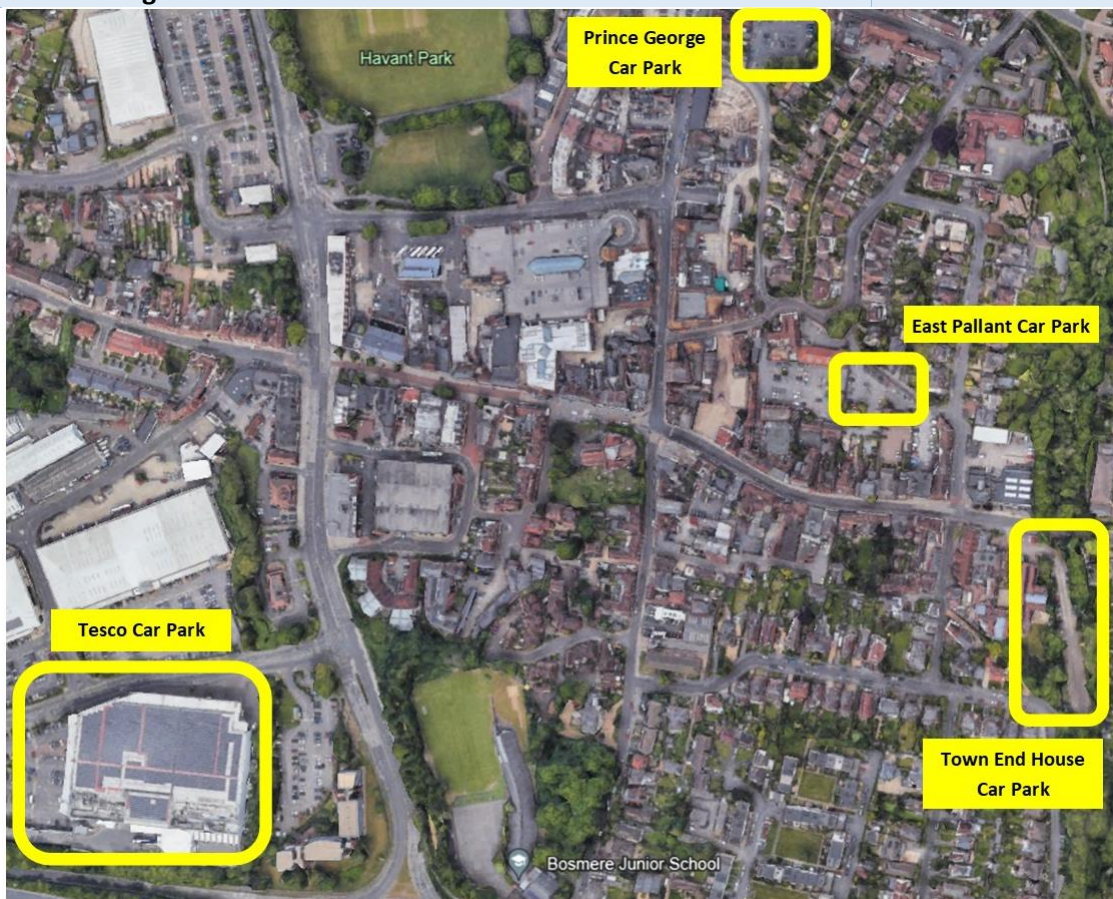 Prince George
Car Park
Havant Park
East Pallant Car Park
Tesco Car Park
Town End House
Car Park
Bosmere Junior School